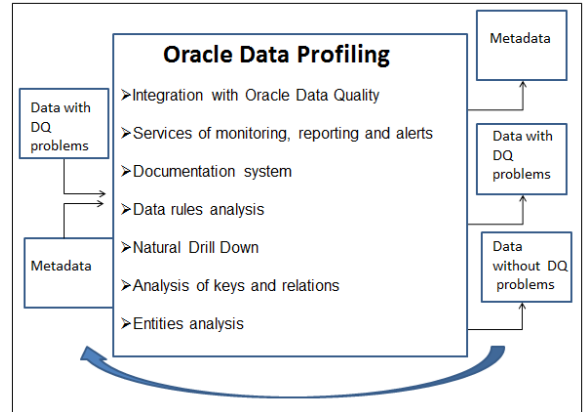 Oracle Data Profiling
➢Integration with Oracle Data Quality
➢Services of monitoring, reporting and alerts
➢Documentation system
➢Data rules analysis
➢Natural Drill Down
➢Analysis of keys and relations
➢Entities analysis
Data with
DQ
problems
Metadata
Metadata
Data with
DQ
problems
Data
without DQ
problems